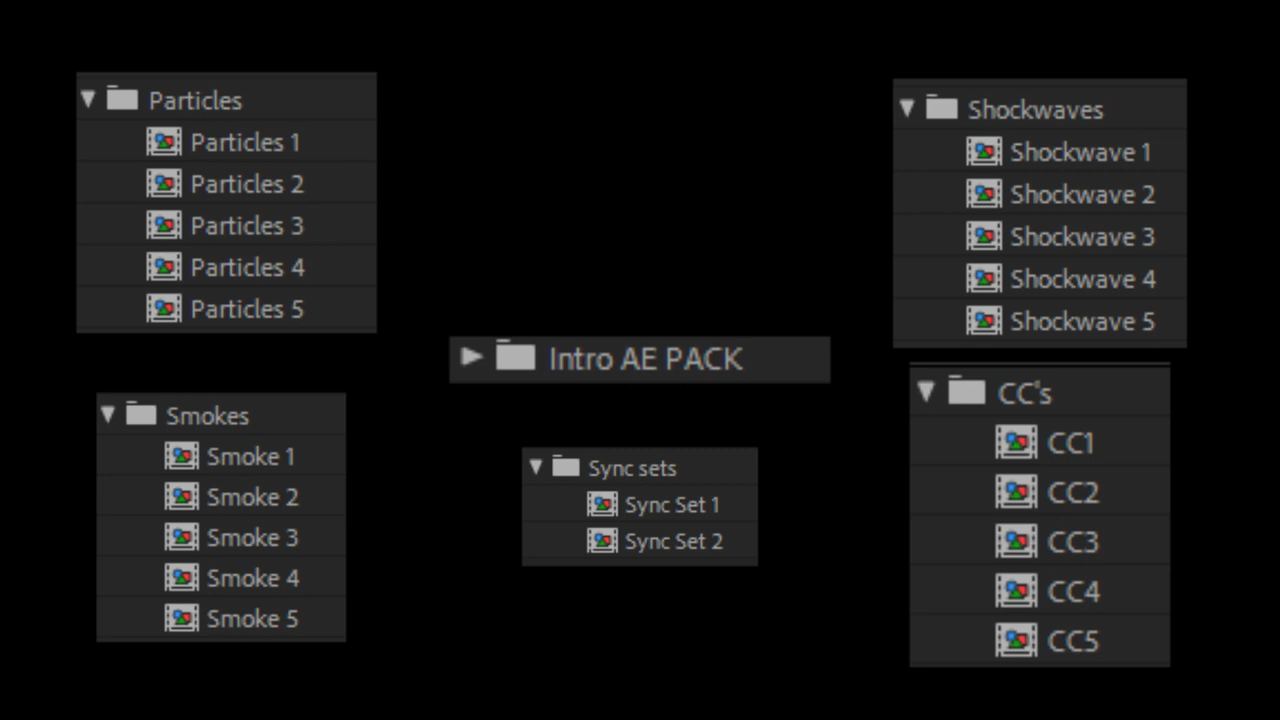 Particles
Particles 1
Particles 2
Particles 3
Particles 4
Particles 5
Smokes
Smoke 1
Smoke 2
Smoke 3
Smoke 4
Smoke 5
Intro AE PACK
Sync sets
Sync Set 1
Sync Set 2
Shockwaves
Shockwave 1
Shockwave 2
Shockwave 3
Shockwave 4
Shockwave 5
CC's
CC1
CC2
CC3
CC4
CC5